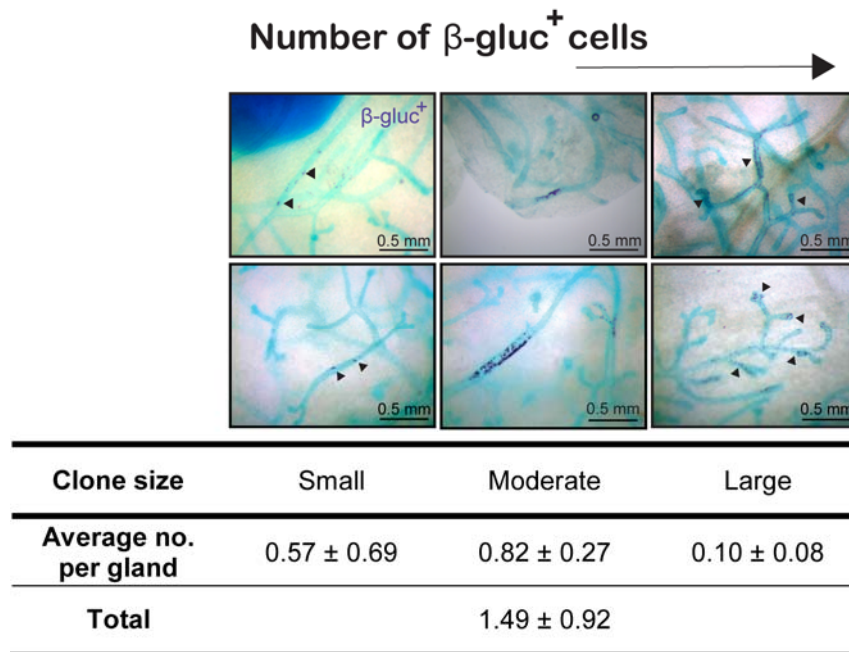 Number of β-gluc⁺ cells
β-gluc⁺
0.5 mm
0.5 mm
0.5 mm
0.5 mm
0.5 mm
0.5 mm
Clone size Small Moderate Large
Average no. per gland 0.57 ± 0.69 0.82 ± 0.27 0.10 ± 0.08
Total 1.49 ± 0.92